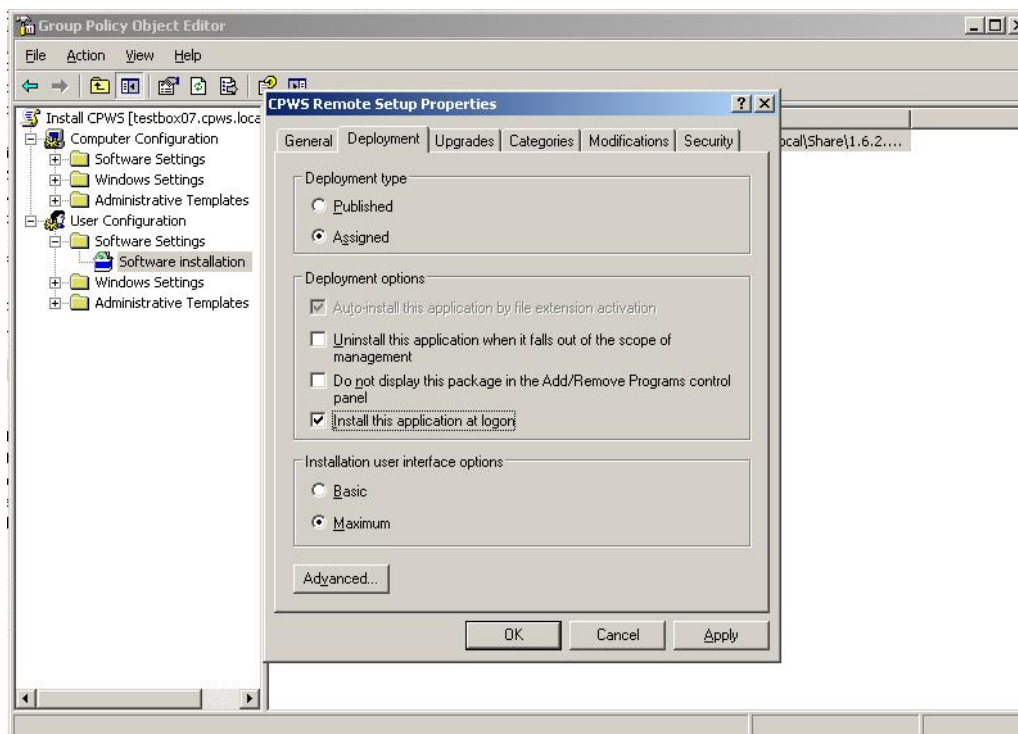 Group Policy Object Editor
File Action View Help
Install CPWS [testbox07.cpws.loca
Computer Configuration
Software Settings
Windows Settings
Administrative Templates
User Configuration
Software Settings
Software installation
Windows Settings
Administrative Templates
ocal\Share\1.6.2....
CPWS Remote Setup Properties
General Deployment Upgrades Categories Modifications Security
Deployment type
Published
Assigned
Deployment options
Auto-install this application by file extension activation
Uninstall this application when it falls out of the scope of
management
Do not display this package in the Add/Remove Programs control
panel
Install this application at logon
Installation user interface options
Basic
Maximum
Advanced...
OK Cancel Apply